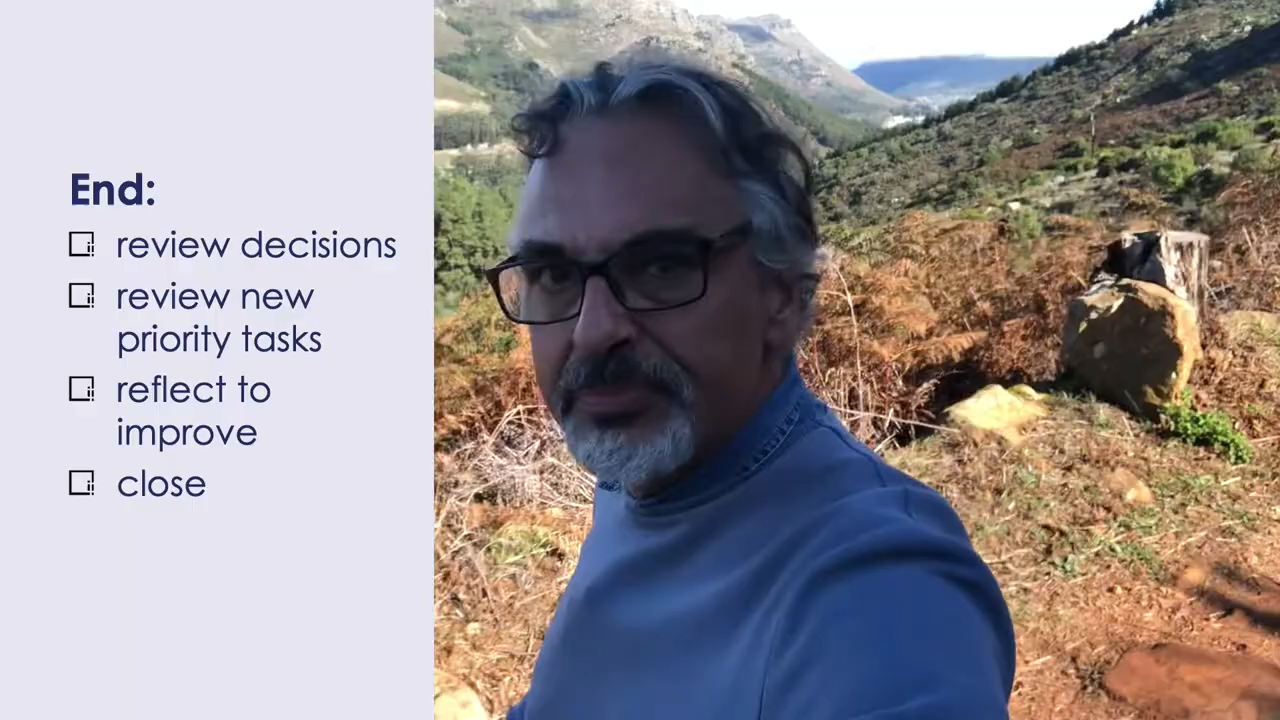 End:
review decisions
review new
priority tasks
reflect to
improve
close